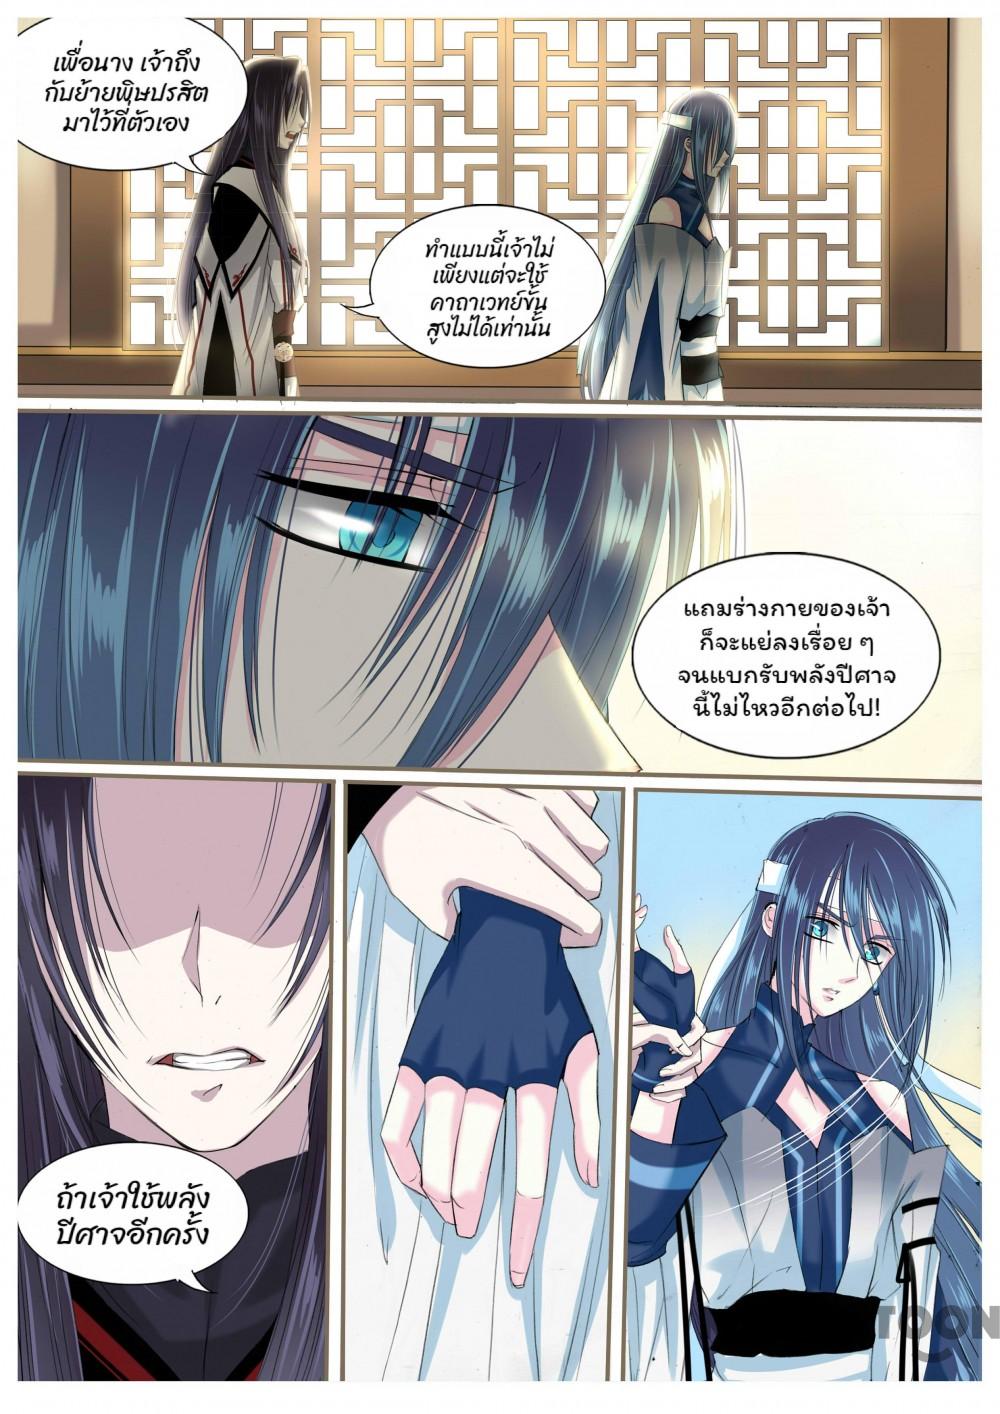 เพื่อนาง เจ้าถึง
กับย้ายพิษปรสิต
มาไว้ที่ตัวเอง
ทำแบบนี้เจ้าไม่
เพียงแต่จะใช้
คาถาเวทย์ขั้น
สูงไม่ได้เท่านั้น
แถมร่างกายของเจ้า
ก็จะแย่ลงเรื่อย ๆ
จนแบกรับพลังปีศาจ
นี้ไม่ไหวอีกต่อไป!
ถ้าเจ้าใช้พลัง
ปีศาจอีกครั้ง
TOON